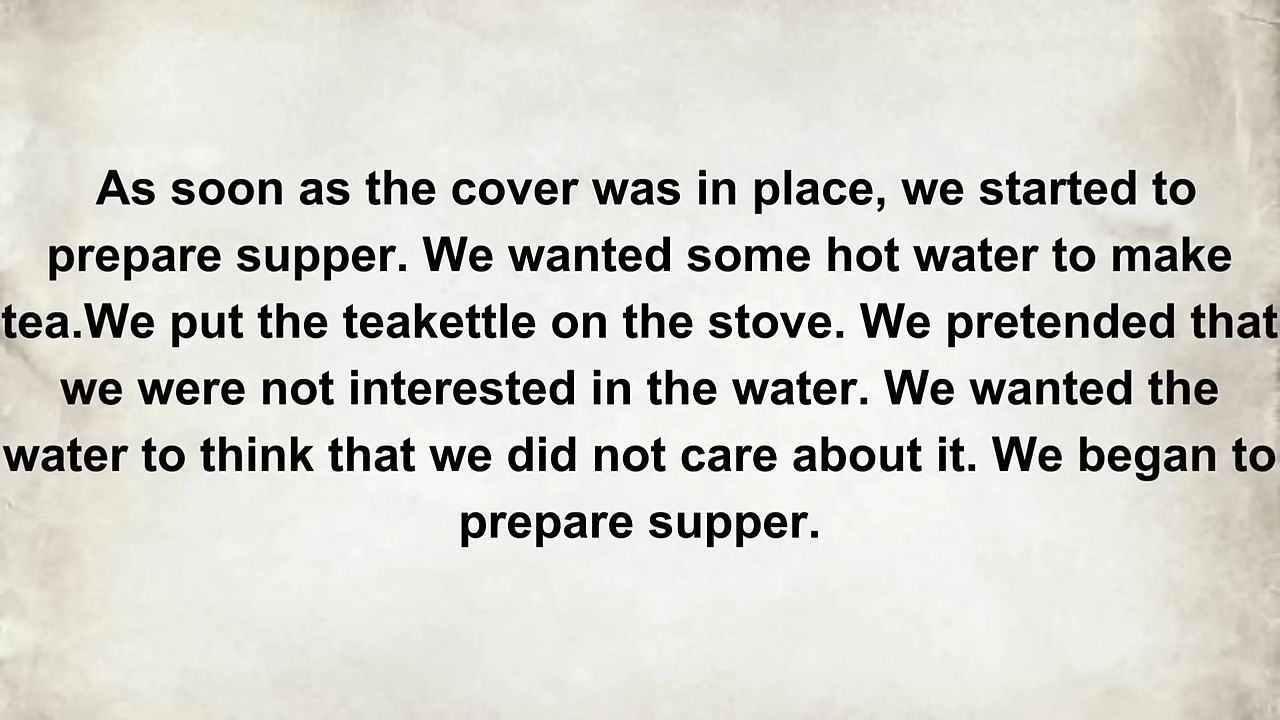 As soon as the cover was in place, we started to
prepare supper. We wanted some hot water to make
tea.We put the teakettle on the stove. We pretended that
we were not interested in the water. We wanted the
water to think that we did not care about it. We began to
prepare supper.